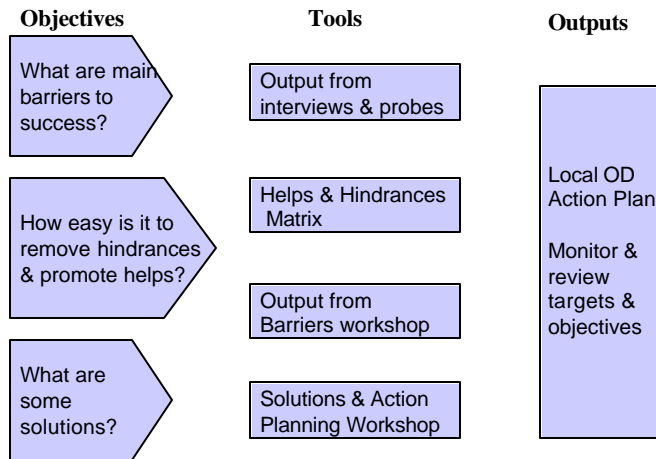 Objectives
Tools
Outputs
What are main
barriers to
success?
How easy is it to
remove hindrances
& promote helps?
What are
some
solutions?
Output from
interviews & probes
Helps & Hindrances
Matrix
Output from
Barriers workshop
Solutions & Action
Planning Workshop
Local OD
Action Plan
Monitor &
review
targets &
objectives